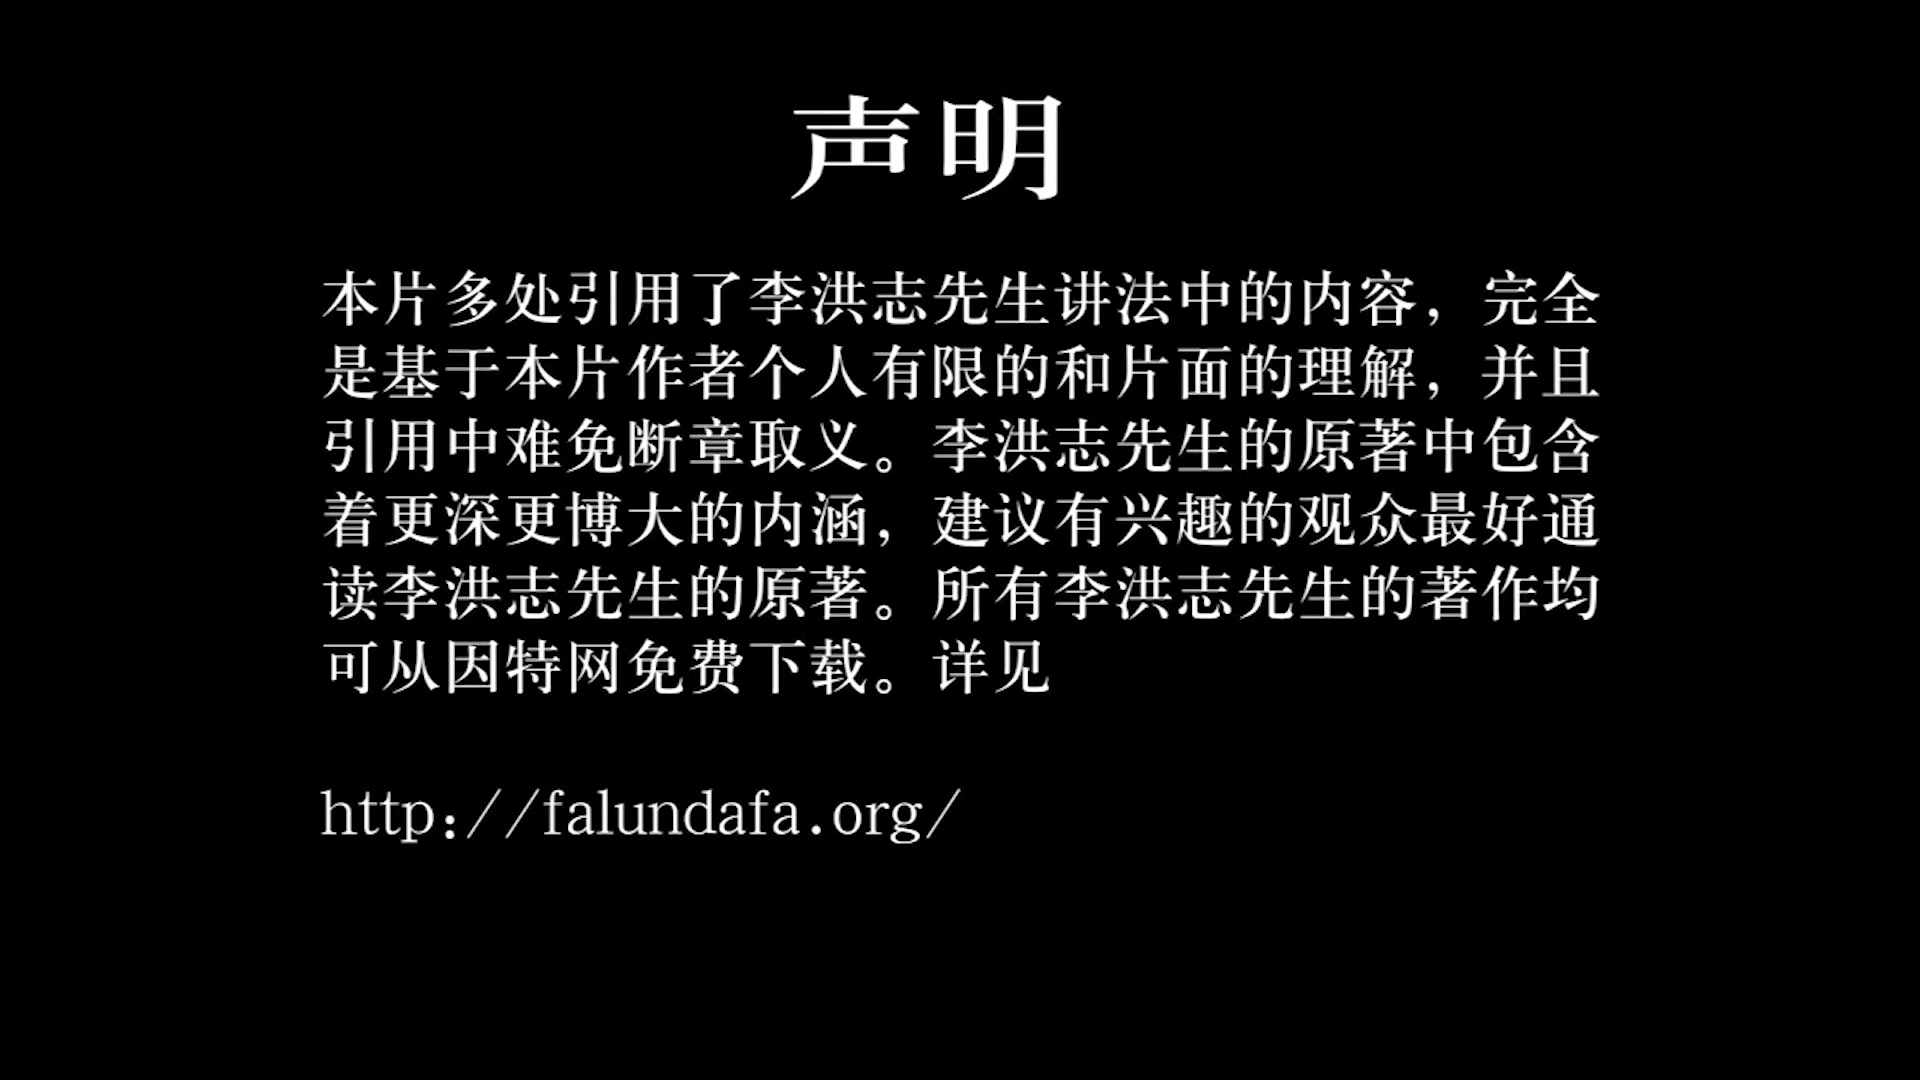 声明
本片多处引用了李洪志先生讲法中的内容，完全
是基于本片作者个人有限的和片面的理解，并且
引用中难免断章取义。李洪志先生的原著中包含
着更深更博大的内涵，建议有兴趣的观众最好通
读李洪志先生的原著。所有李洪志先生的著作均
可从因特网免费下载。详见
http://falundafa.org/